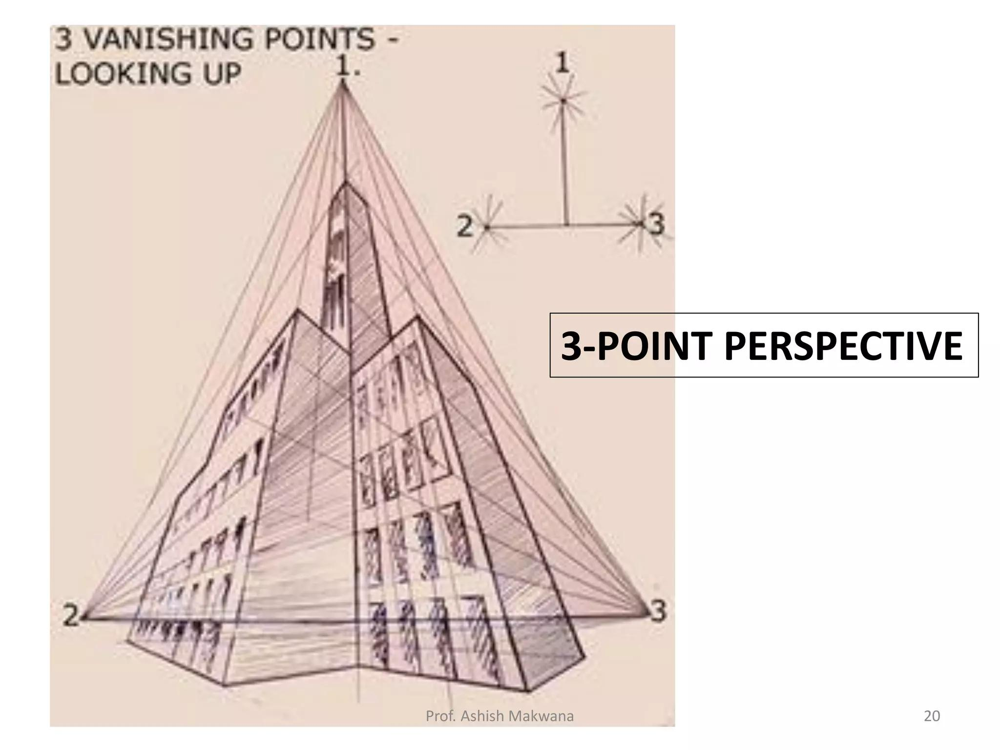 3 VANISHING POINTS -
LOOKING UP
1.
1
2
3
3-POINT PERSPECTIVE
2
3
Prof. Ashish Makwana
20